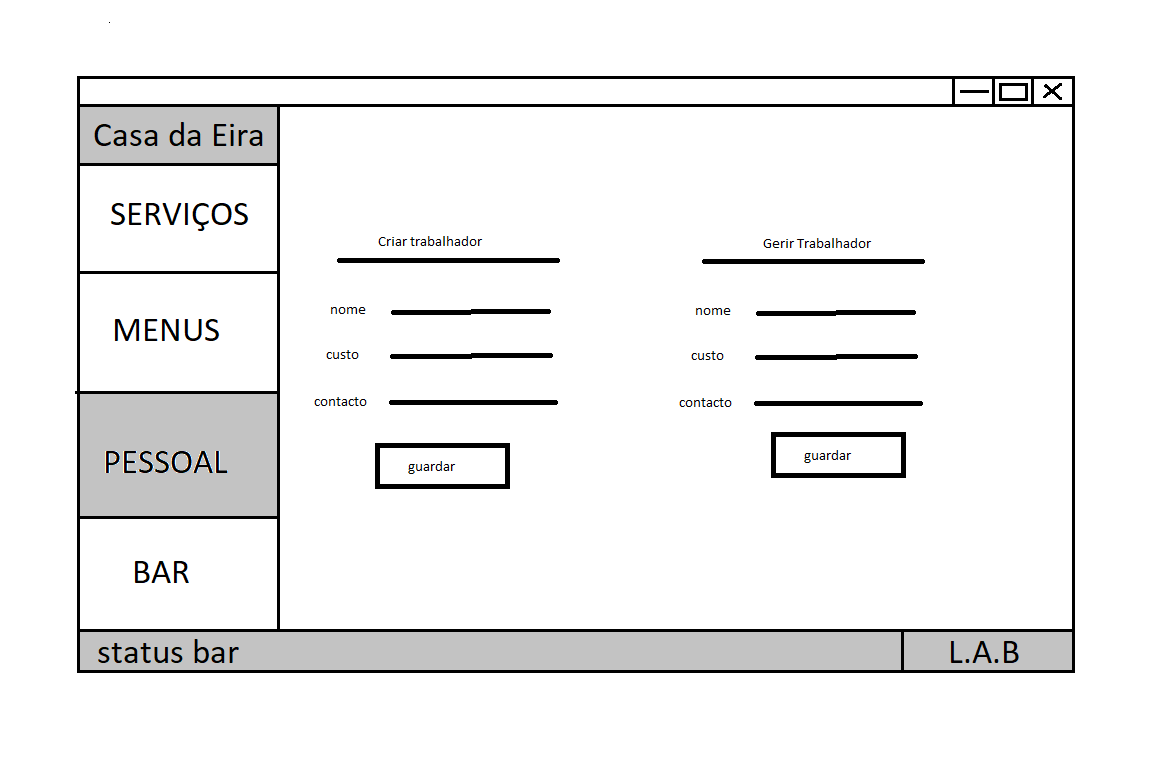 Casa da Eira
SERVIÇOS
MENUS
PESSOAL
BAR
Criar trabalhador
nome
custo
contacto
guardar
Gerir Trabalhador
nome
custo
contacto
guardar
status bar
L.A.B